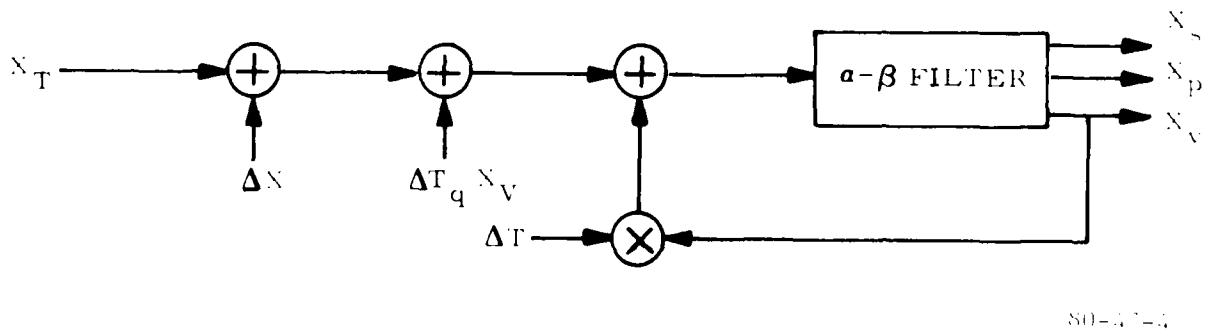 X_T
+
+
+
α-β FILTER
X_s
X_p
X_v
ΔX
ΔT_q X_V
ΔT
×